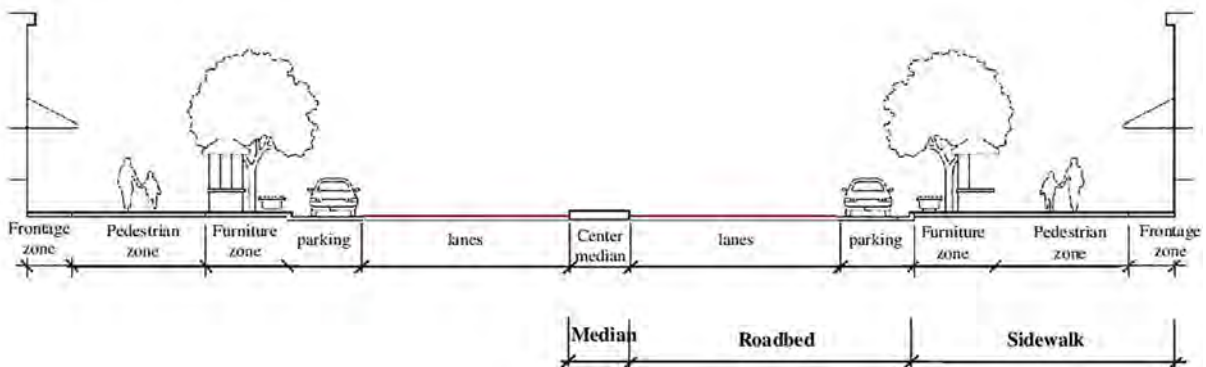 Frontage zone
Pedestrian zone
Furniture zone
parking
lanes
Center median
lanes
parking
Furniture zone
Pedestrian zone
Frontage zone
Median
Roadbed
Sidewalk